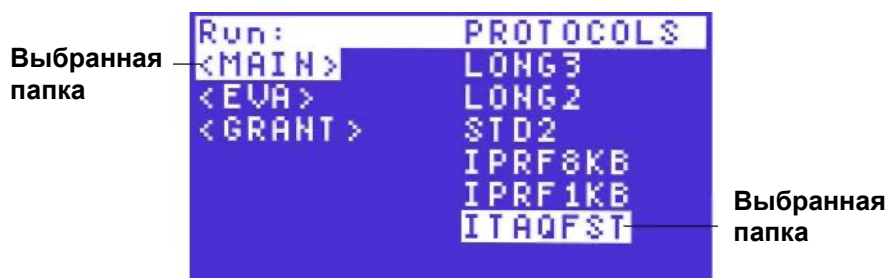 Run: PROTOCOLS
Выбранная папка
<MAIN> LONG3
<EVA> LONG2
<GRANT> STD2
IPRF8KB
IPRF1KB
ITAQFST
Выбранная
папка